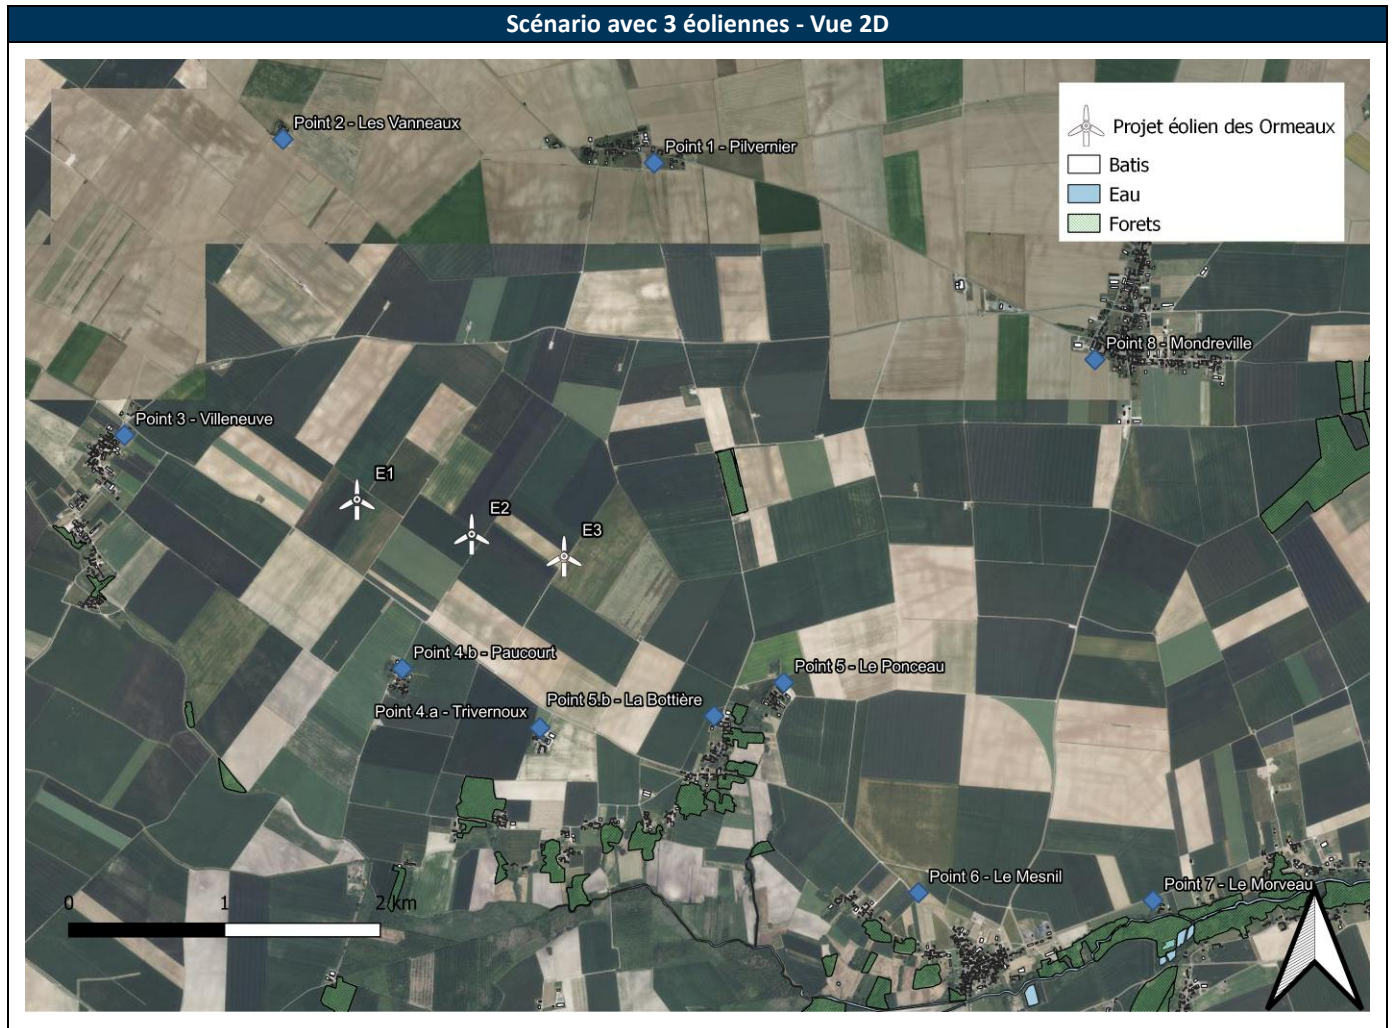 Scénario avec 3 éoliennes - Vue 2D
Point 2 - Les Vanneaux
Point 1 - Pilvernier
Projet éolien des Ormeaux
Batis
Eau
Forets
Point 8 - Mondreville
Point 3 - Villeneuve
E1
E2
E3
Point 4.b - Paucourt
Point 5 - Le Ponceau
Point 5.b - La Bottière
Point 4.a - Trivernoux
Point 6 - Le Mesnil
Point 7 - Le Morveau
0 1 2 km